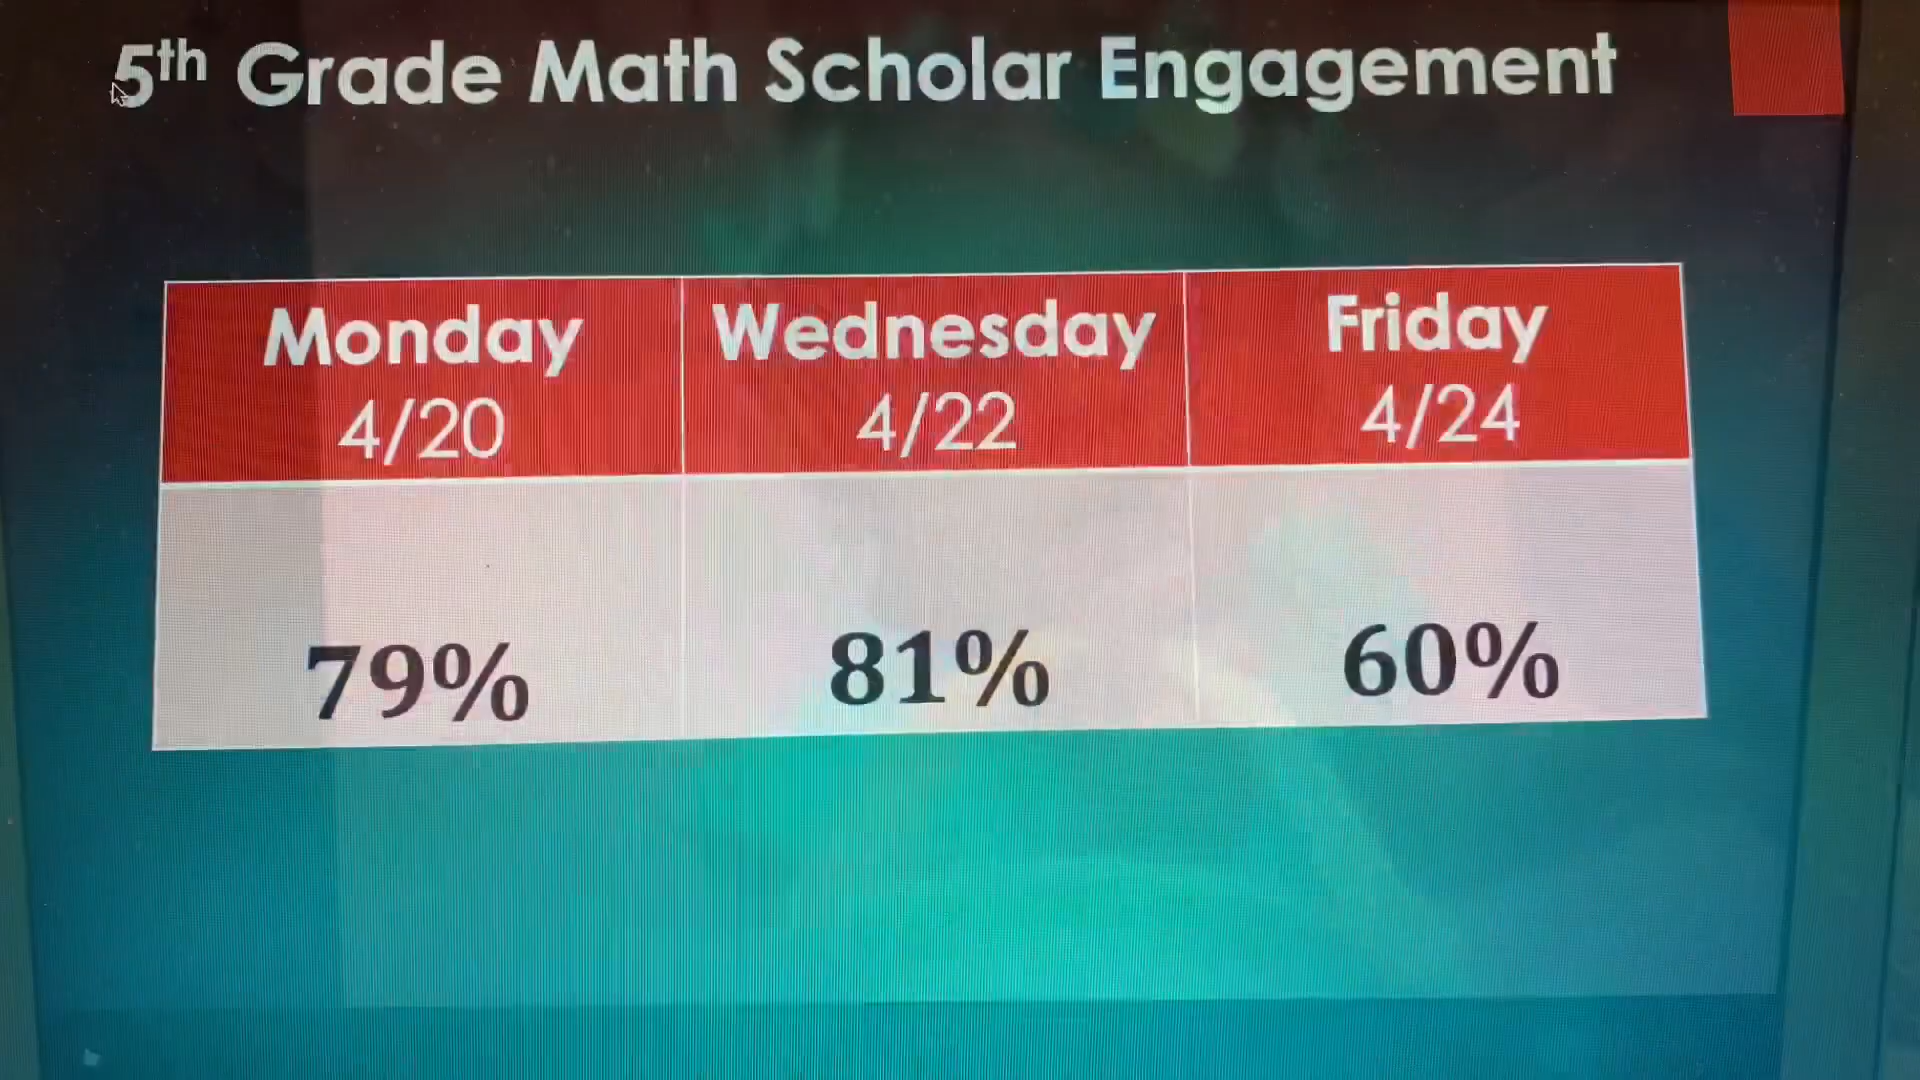 5th Grade Math Scholar Engagement
Monday Wednesday Friday
4/20 4/22 4/24
79% 81% 60%